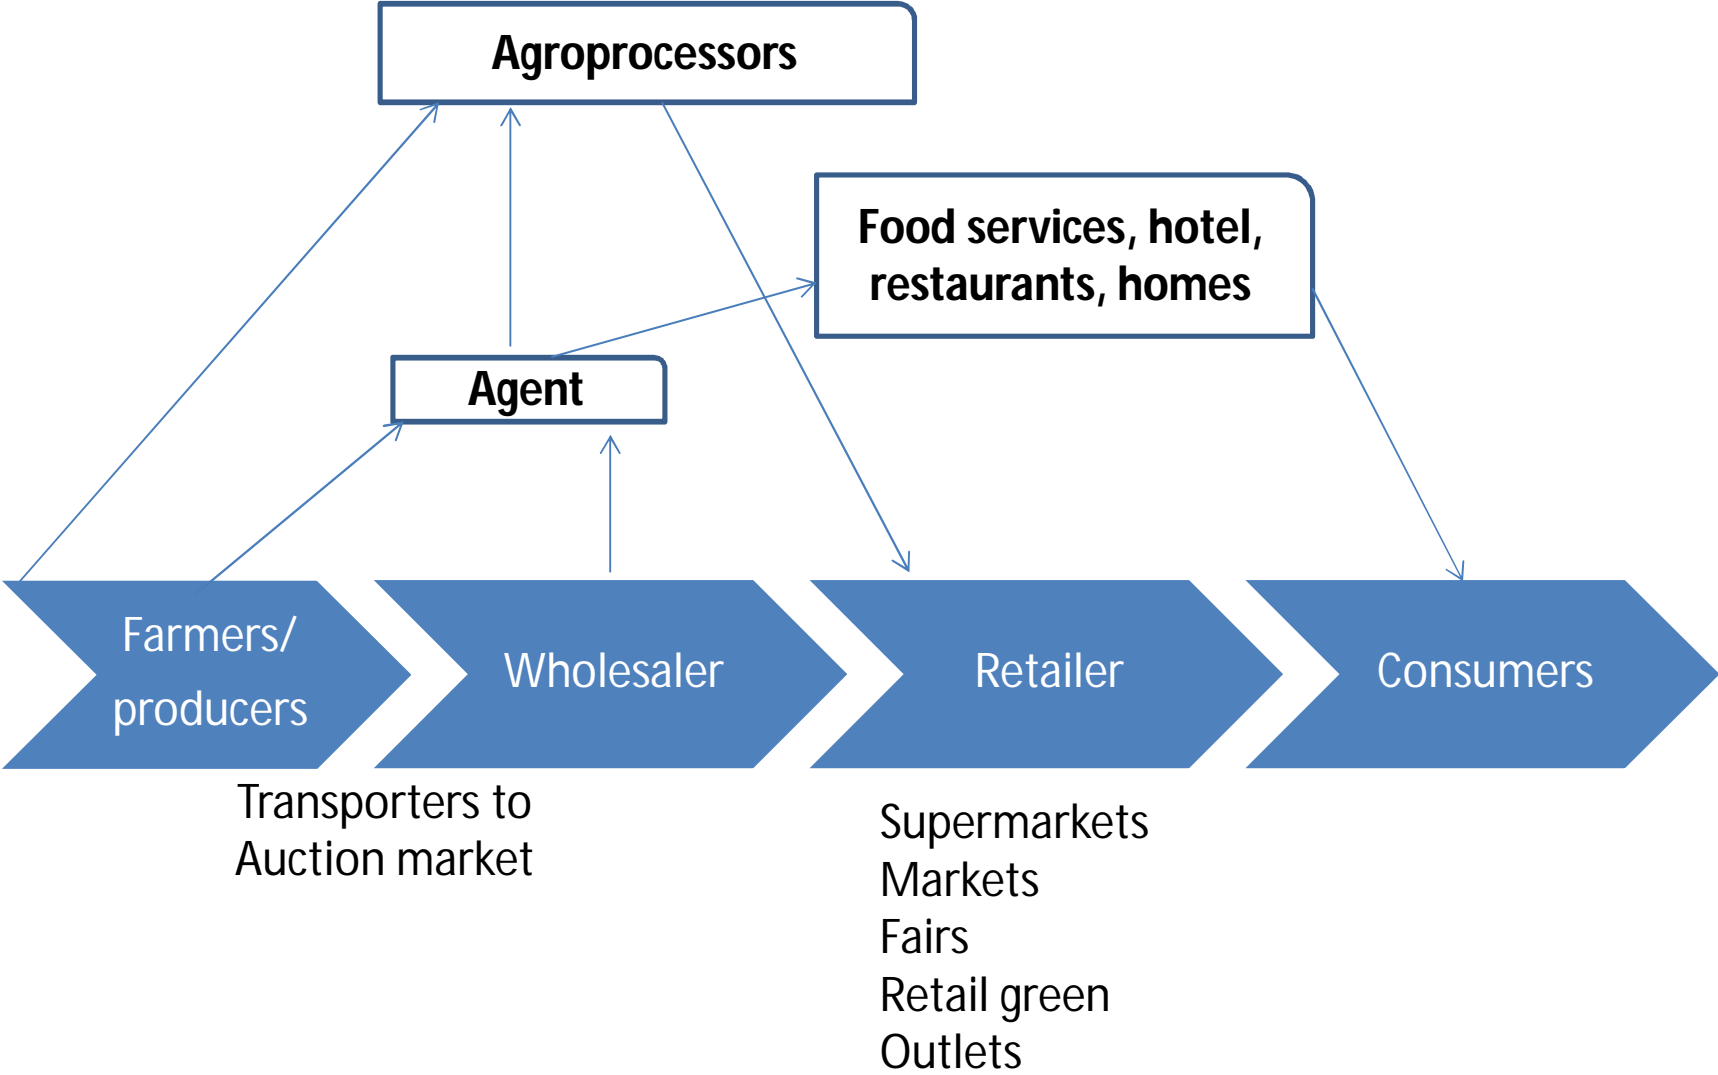 Agroprocessors
Food services, hotel,
restaurants, homes
Agent
Farmers/
producers
Wholesaler
Retailer
Consumers
Transporters to
Auction market
Supermarkets
Markets
Fairs
Retail green
Outlets